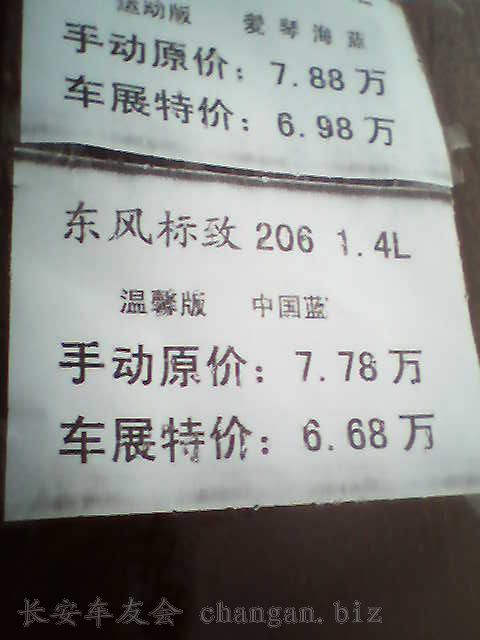 运动版 爱琴海蓝
手动原价：7.88万
车展特价：6.98万
东风标致 206 1.4L
温馨版 中国蓝
手动原价：7.78万
车展特价：6.68万
长安车友会 changan.biz